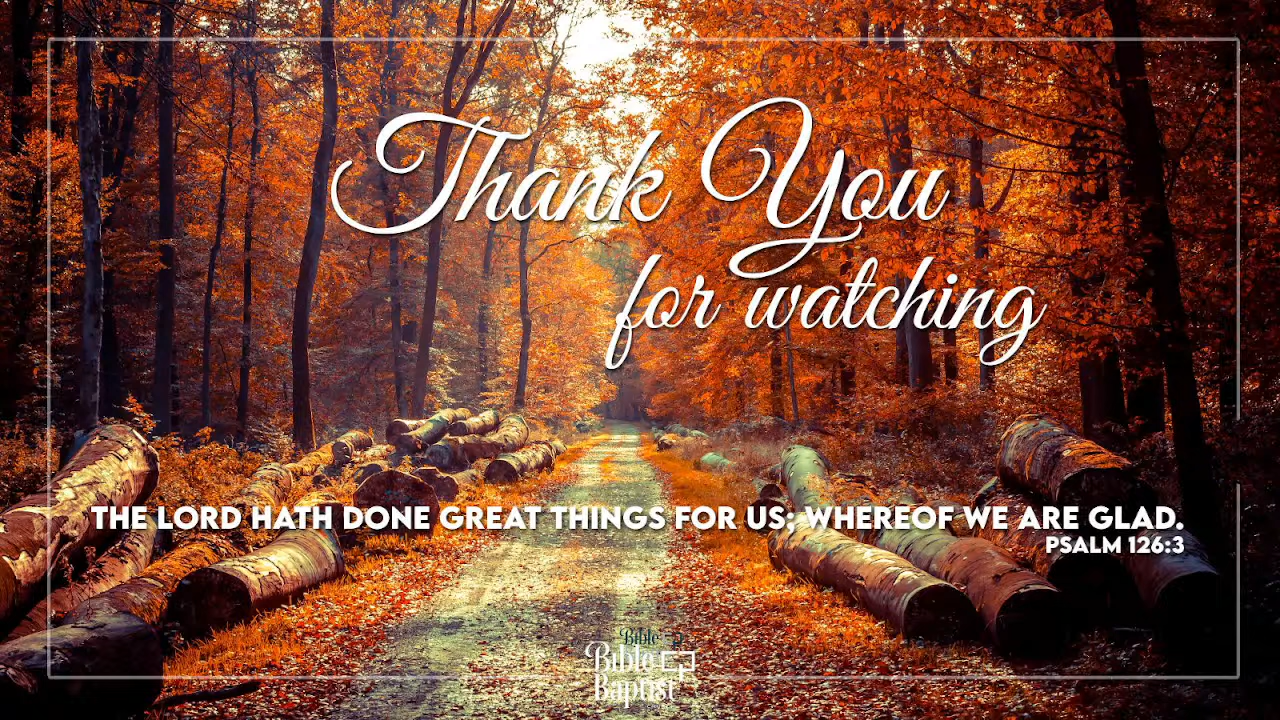 Thank You
for watching
THE LORD HATH DONE GREAT THINGS FOR US; WHEREOF WE ARE GLAD.
PSALM 126:3
Bible
Bible
Baptist